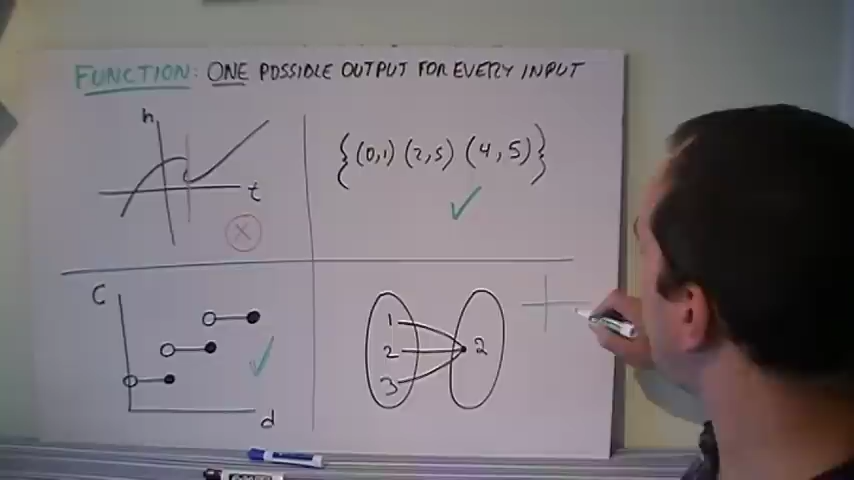 FUNCTION: ONE POSSIBLE OUTPUT FOR EVERY INPUT
h
t
{(0,1) (2,5) (4,5)}
C
d
1
2
3
2